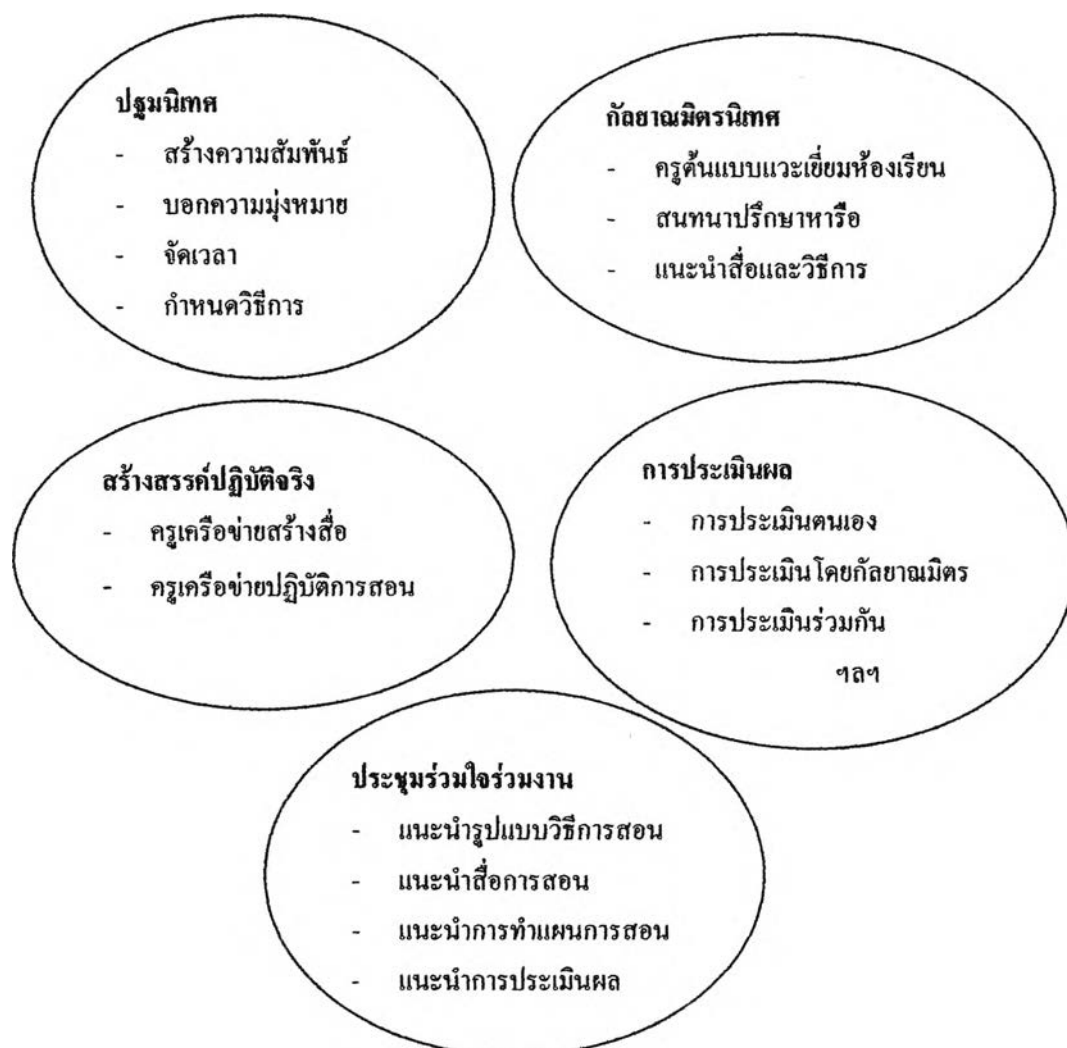 ปฐมนิเทศ
- สร้างความสัมพันธ์
- บอกความมุ่งหมาย
- จัดเวลา
- กำหนดวิธีการ
กัลยาณมิตรนิเทศ
- ครูต้นแบบแวะเยี่ยมห้องเรียน
- สนทนาปรึกษาหารือ
- แนะนำสื่อและวิธีการ
สร้างสรรค์ปฏิบัติจริง
- ครูเครือข่ายสร้างสื่อ
- ครูเครือข่ายปฏิบัติการสอน
การประเมินผล
- การประเมินตนเอง
- การประเมินโดยกัลยาณมิตร
- การประเมินร่วมกัน
ฯลฯ
ประชุมร่วมใจร่วมงาน
- แนะนำรูปแบบวิธีการสอน
- แนะนำสื่อการสอน
- แนะนำการทำแผนการสอน
- แนะนำการประเมินผล